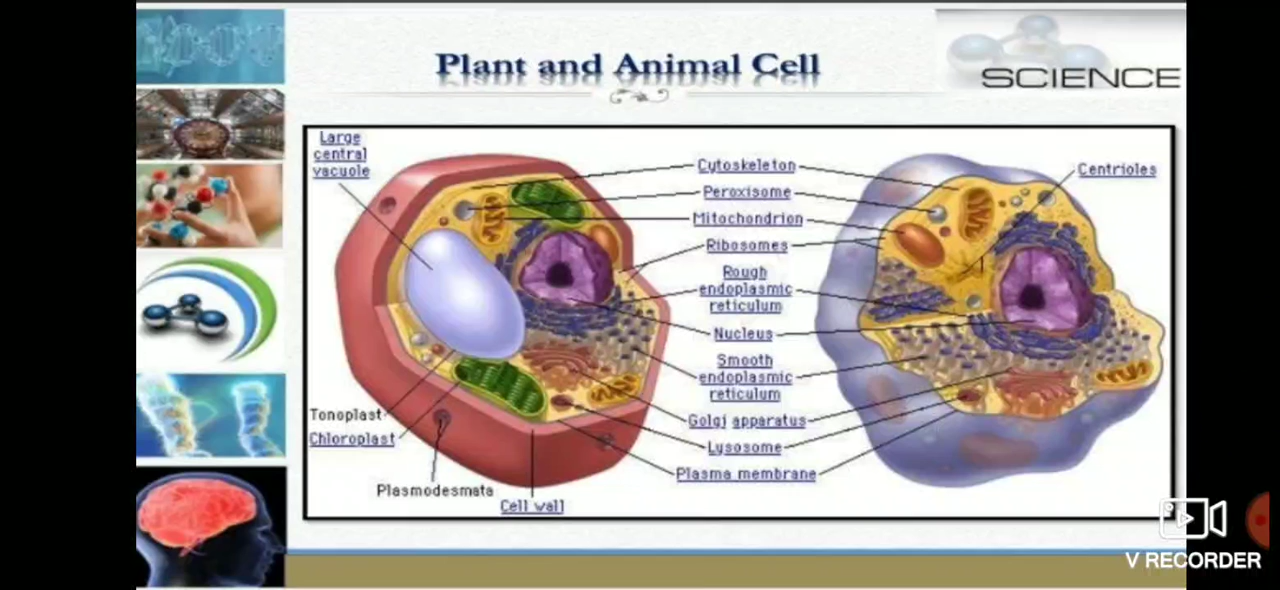 Plant and Animal Cell
SCIENCE
Large
central
vacuole
Cytoskeleton
Peroxisome
Mitochondrion
Ribosomes
Rough
endoplasmic
reticulum
Nucleus
Smooth
endoplasmic
reticulum
Golgi apparatus
Lysosome
Plasma membrane
Centrioles
Tonoplast
Chloroplast
Plasmodesmata
Cell wall
V RECORDER